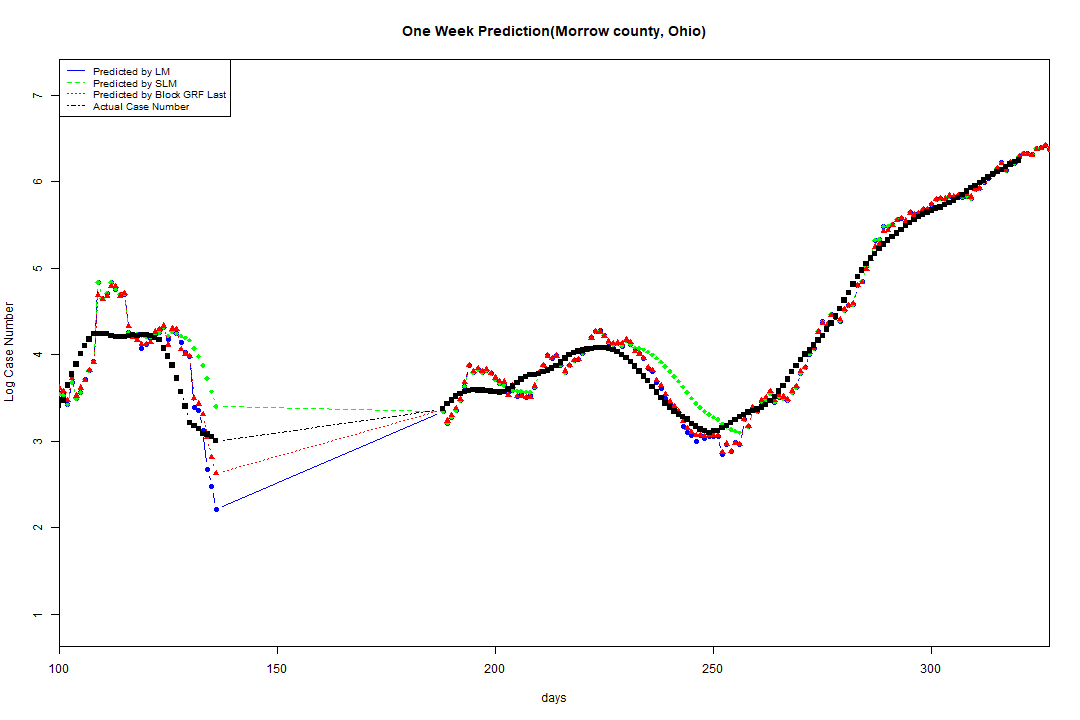 One Week Prediction(Morrow county, Ohio)
Predicted by LM
Predicted by SLM
Predicted by Block GRF Last
Actual Case Number
7
6
5
4
3
2
1
Log Case Number
100 150 200 250 300
days